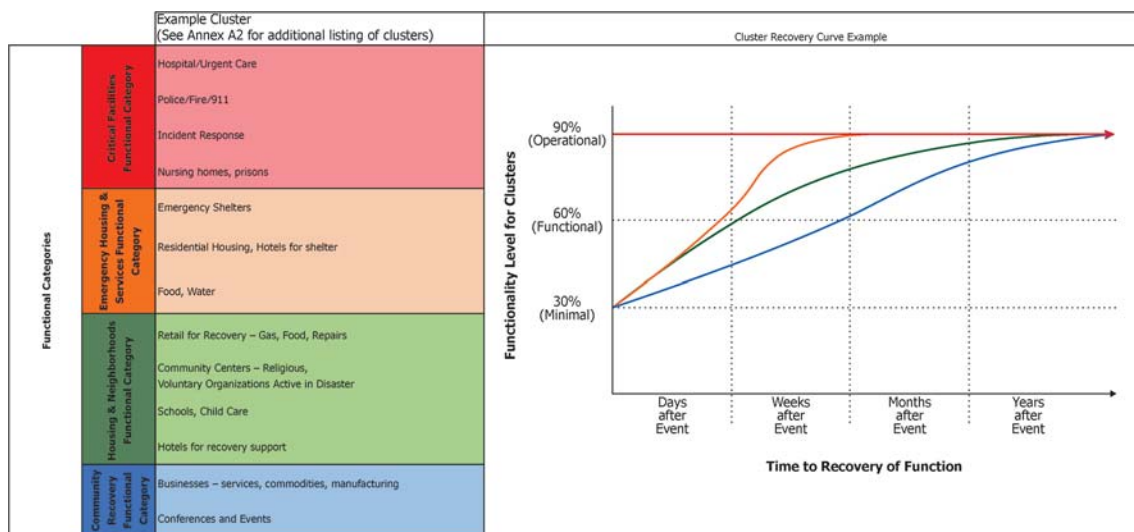 Example Cluster
(See Annex A2 for additional listing of clusters)
Cluster Recovery Curve Example
Functional Categories
Critical Facilities
Functional Category
Hospital/Urgent Care
Police/Fire/911
Incident Response
Nursing homes, prisons
Emergency Housing &
Services Functional
Category
Emergency Shelters
Residential Housing, Hotels for shelter
Food, Water
Housing & Neighborhoods
Functional Category
Retail for Recovery – Gas, Food, Repairs
Community Centers – Religious,
Voluntary Organizations Active in Disaster
Schools, Child Care
Hotels for recovery support
Community
Recovery
Functional
Category
Businesses – services, commodities, manufacturing
Conferences and Events
Functionality Level for Clusters
90%
(Operational)
60%
(Functional)
30%
(Minimal)
Days
after
Event
Weeks
after
Event
Months
after
Event
Years
after
Event
Time to Recovery of Function